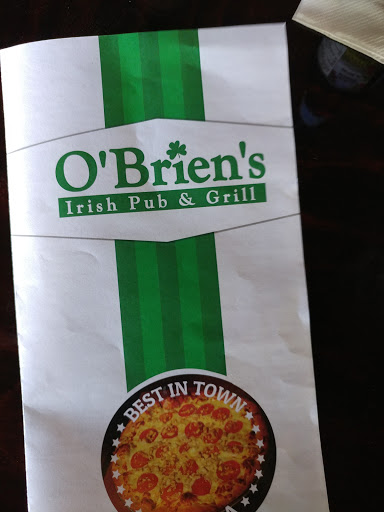 O'Brien's
Irish Pub & Grill
BEST IN TOWN